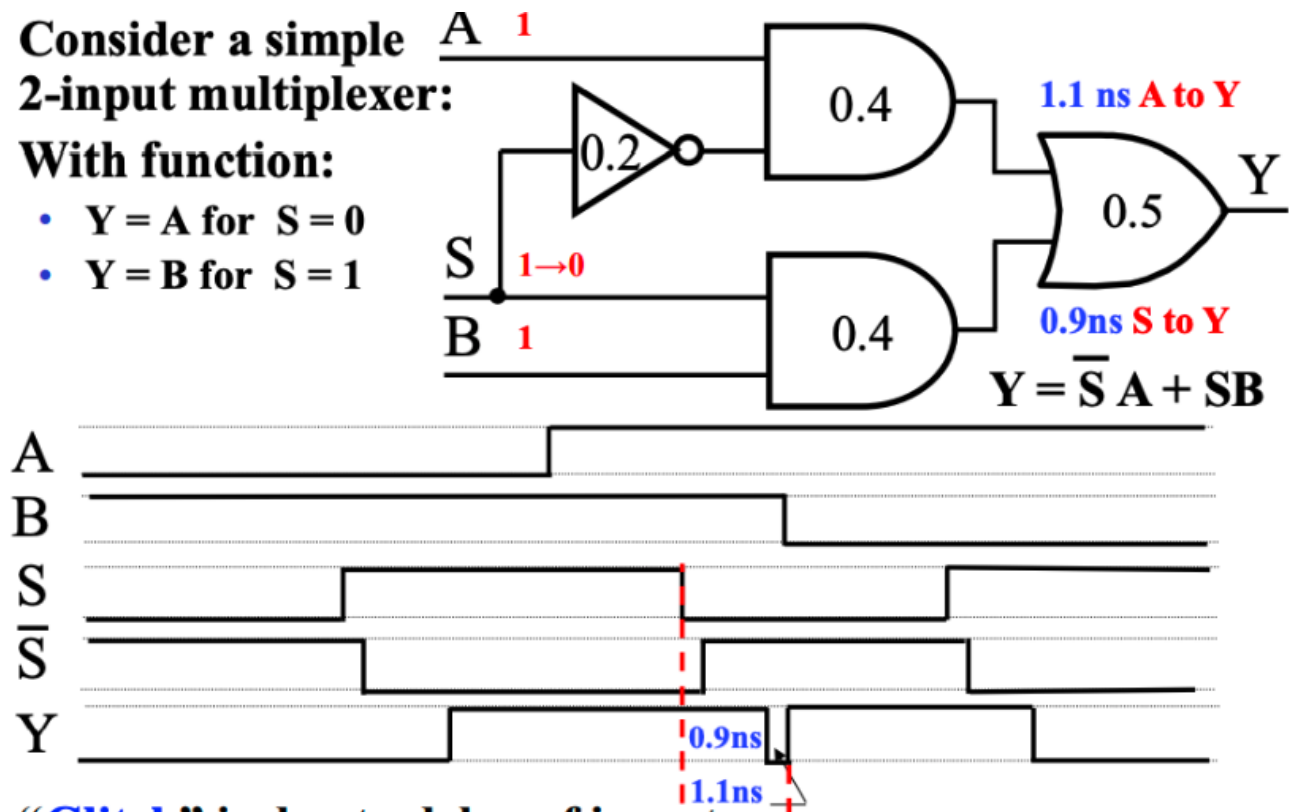 Consider a simple
2-input multiplexer:
With function:
• Y = A for S = 0
• Y = B for S = 1
A 1
0.4
1.1 ns A to Y
0.2
Y
0.5
S 1→0
B 1
0.4
0.9ns S to Y
Y = S̅ A + SB
A
B
S
S̅
Y
0.9ns
1.1ns